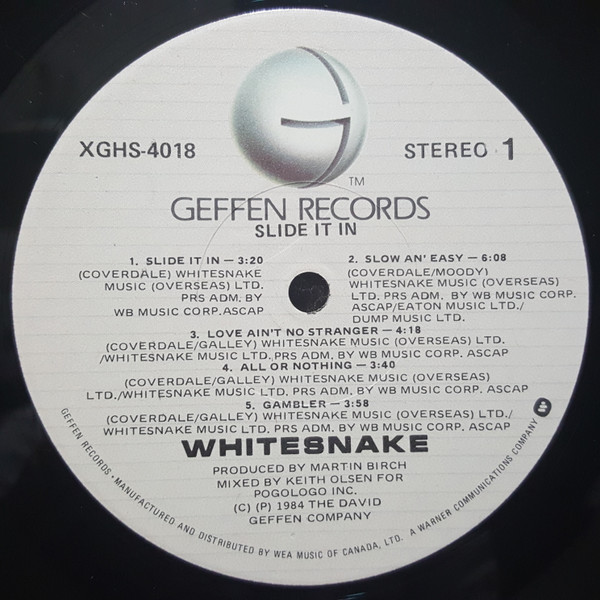 XGHS-4018
STEREO 1
TM
GEFFEN RECORDS
SLIDE IT IN
1. SLIDE IT IN — 3:20
(COVERDALE) WHITESNAKE
MUSIC (OVERSEAS) LTD.
PRS ADM. BY
WB MUSIC CORP. ASCAP
2. SLOW AN' EASY — 6:08
(COVERDALE/MOODY)
WHITESNAKE MUSIC (OVERSEAS)
LTD. PRS ADM. BY WB MUSIC CORP.
ASCAP/EATON MUSIC LTD./
DUMP MUSIC LTD.
3. LOVE AIN'T NO STRANGER — 4:18
(COVERDALE/GALLEY) WHITESNAKE MUSIC (OVERSEAS) LTD.
/WHITESNAKE MUSIC LTD. PRS ADM. BY WB MUSIC CORP. ASCAP
4. ALL OR NOTHING — 3:40
(COVERDALE/GALLEY) WHITESNAKE MUSIC (OVERSEAS)
LTD./WHITESNAKE MUSIC LTD. PRS ADM. BY WB MUSIC CORP. ASCAP
5. GAMBLER — 3:58
(COVERDALE/GALLEY) WHITESNAKE MUSIC (OVERSEAS) LTD./
WHITESNAKE MUSIC LTD. PRS ADM. BY WB MUSIC CORP. ASCAP
WHITESNAKE
PRODUCED BY MARTIN BIRCH
MIXED BY KEITH OLSEN FOR
POGOLOGO INC.
(C) (P) 1984 THE DAVID
GEFFEN COMPANY
GEFFEN RECORDS · MANUFACTURED AND DISTRIBUTED BY WEA MUSIC OF CANADA, LTD. A WARNER COMMUNICATIONS COMPANY